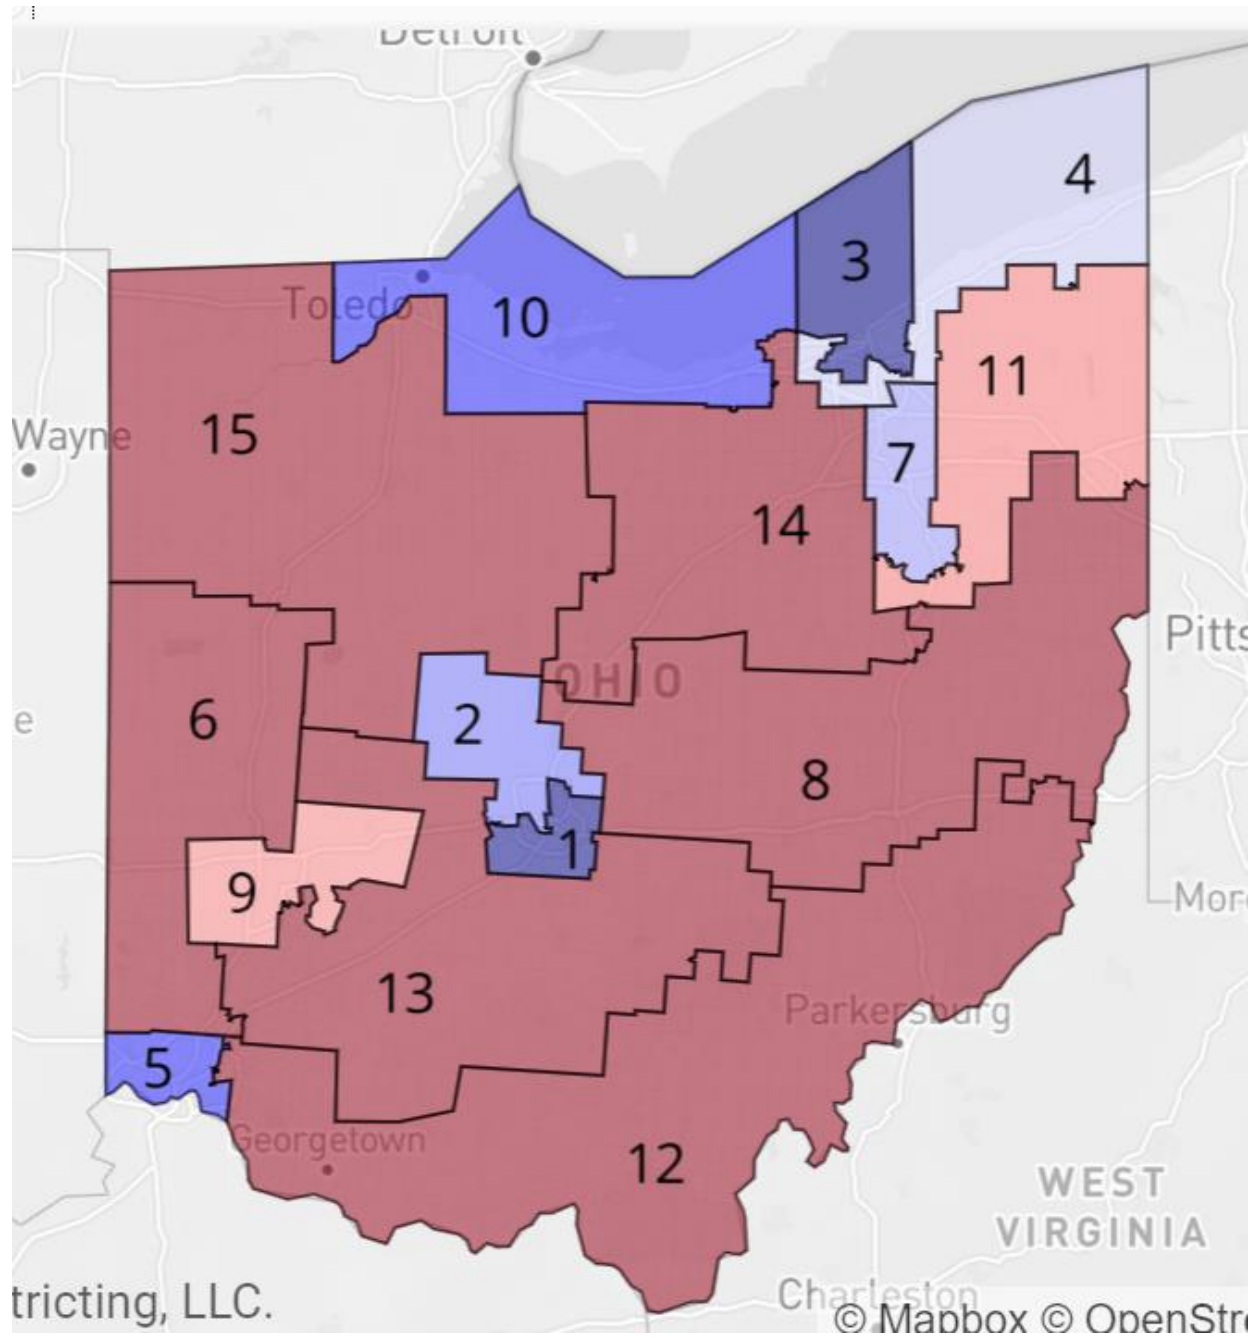 Detroit
4
3
Toledo
10
11
15
Wayne
7
14
Pitts
OHIO
6
2
e
8
1
9
Mor
13
Parkersburg
5
Georgetown
12
WEST
VIRGINIA
Charleston
tricting, LLC.
© Mapbox © OpenStre